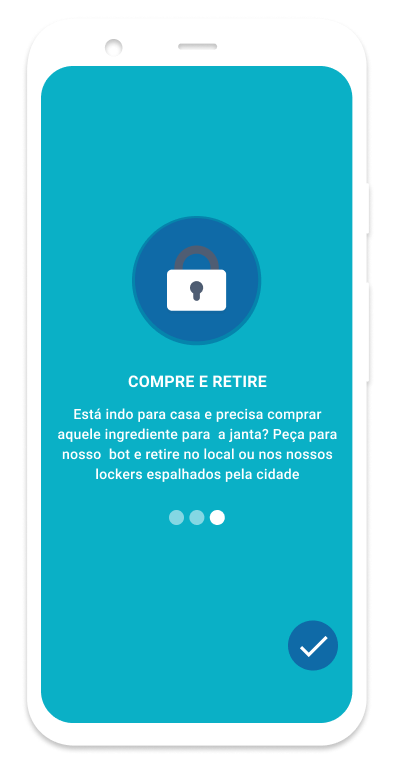 COMPRE E RETIRE
Está indo para casa e precisa comprar
aquele ingrediente para  a janta? Peça para
nosso  bot e retire no local ou nos nossos
lockers espalhados pela cidade